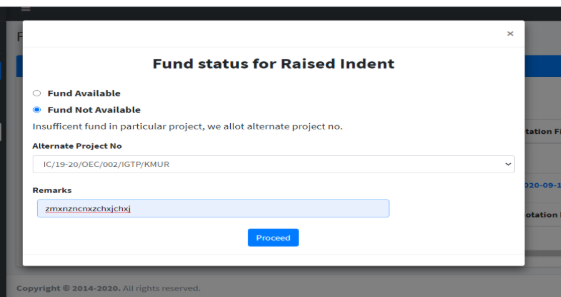 ×
Fund status for Raised Indent
Fund Available
Fund Not Available
Insufficent fund in particular project, we allot alternate project no.
Alternate Project No
IC/19-20/OEC/002/IGTP/KMUR
Remarks
zmxnzncnxzchxjchxj
Proceed
tation Fi
020-09-1
otation
Copyright © 2014-2020. All rights reserved.